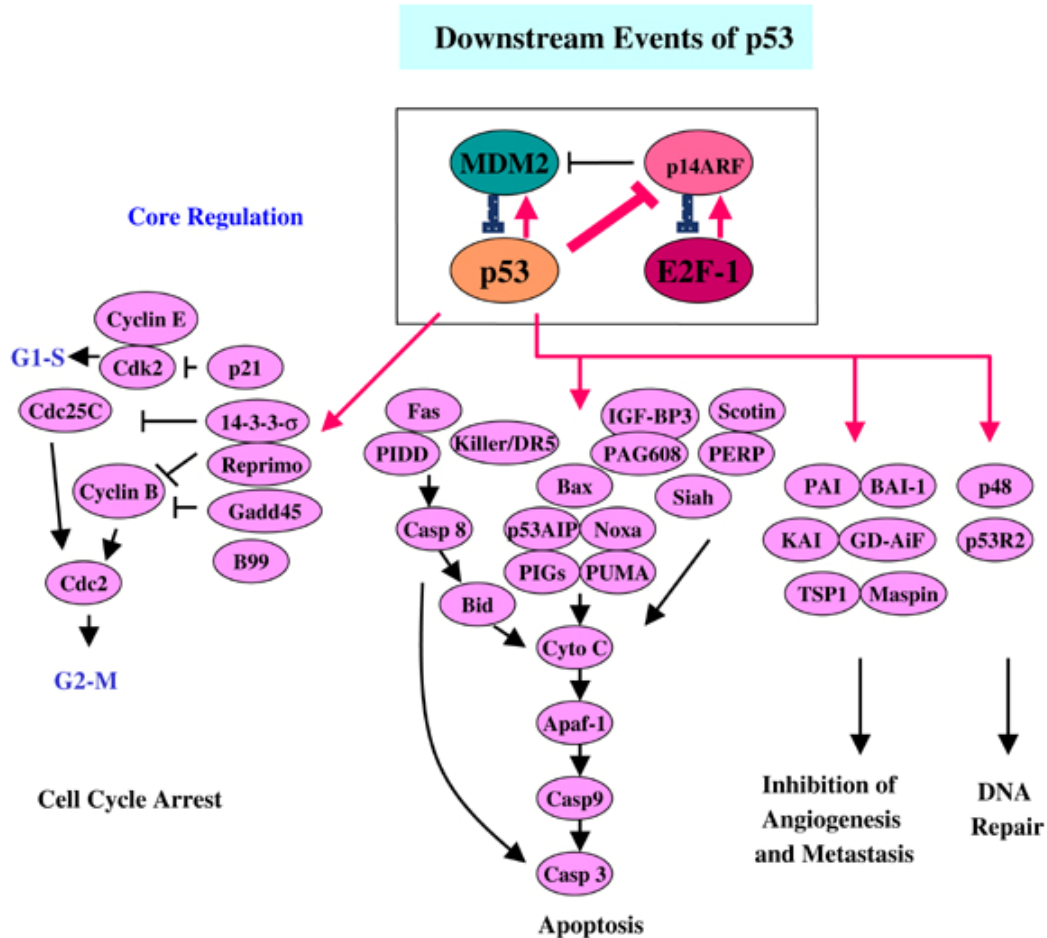 Downstream Events of p53
MDM2
p14ARF
Core Regulation
p53
E2F-1
Cyclin E
G1-S
Cdk2
p21
Cdc25C
14-3-3-σ
Reprimo
Cyclin B
Gadd45
B99
Cdc2
G2-M
Cell Cycle Arrest
Fas
PIDD
Killer/DR5
IGF-BP3
Scotin
PAG608
PERP
Bax
Siah
Casp 8
p53AIP
Noxa
PIGs
PUMA
Bid
Cyto C
Apaf-1
Casp9
Casp 3
Apoptosis
PAI
BAI-1
KAI
GD-AiF
TSP1
Maspin
Inhibition of
Angiogenesis
and Metastasis
p48
p53R2
DNA
Repair